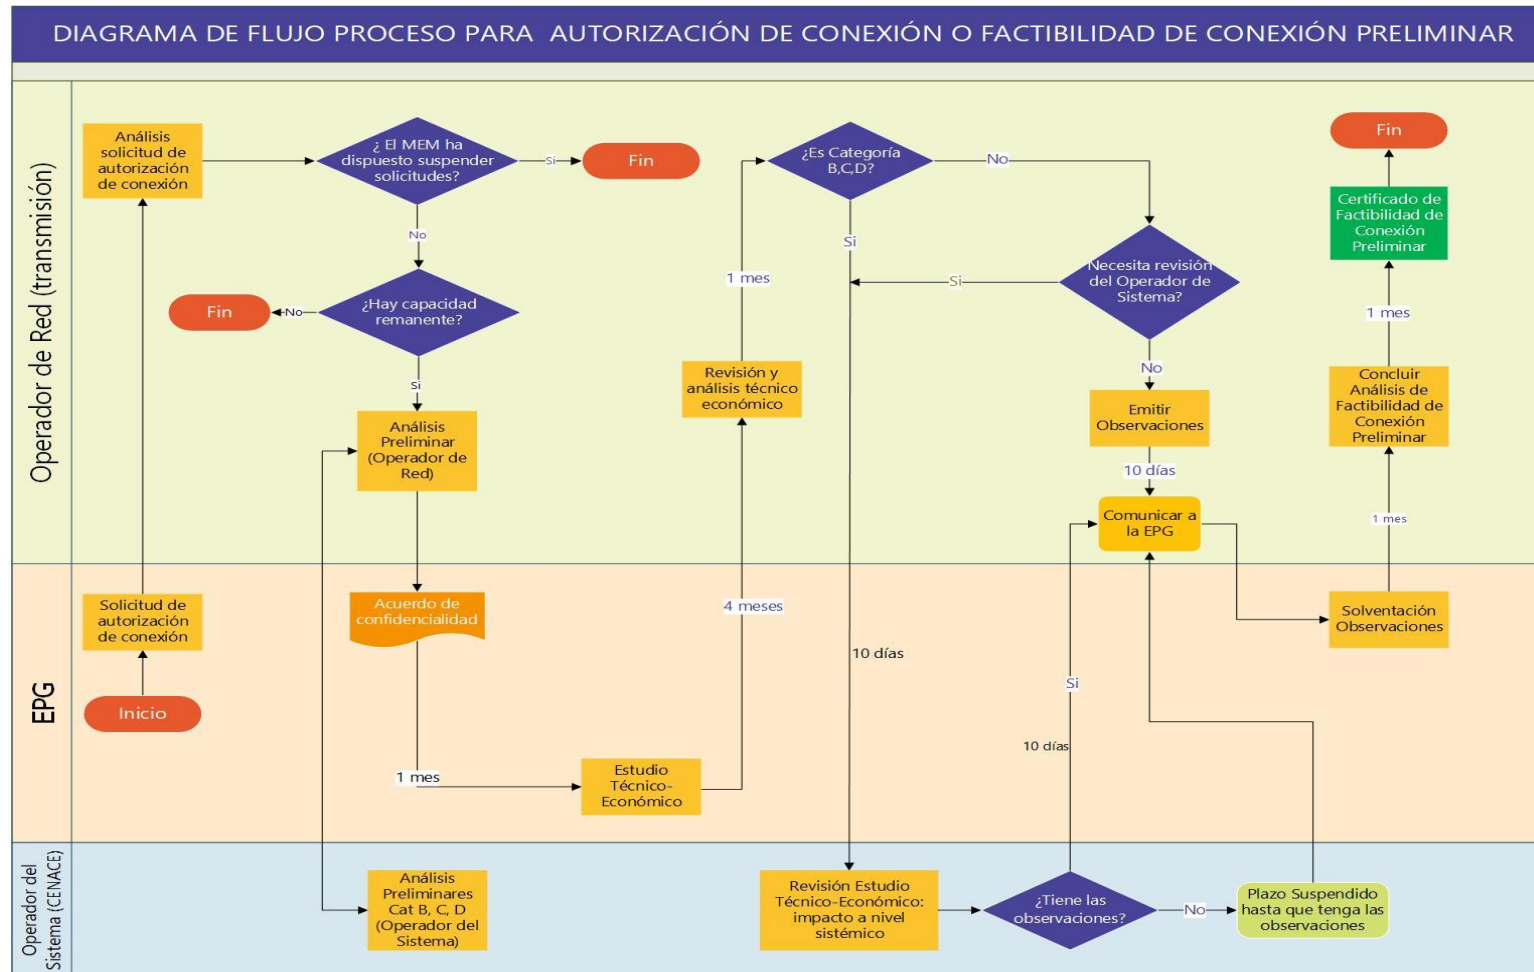 DIAGRAMA DE FLUJO PROCESO PARA AUTORIZACIÓN DE CONEXIÓN O FACTIBILIDAD DE CONEXIÓN PRELIMINAR
Operador de Red (transmisión)
Análisis
solicitud de
autorización
de conexión
¿ El MEM ha
dispuesto suspender
solicitudes?
Si
Fin
No
¿Hay capacidad
remanente?
No
Fin
Si
Análisis
Preliminar
(Operador de
Red)
Revisión y
análisis técnico
económico
1 mes
¿Es Categoría
B,C,D?
No
Si
Necesita revisión
del Operador de
Sistema?
Si
No
Emitir
Observaciones
10 días
Comunicar a
la EPG
Fin
Certificado de
Factibilidad de
Conexión
Preliminar
1 mes
Concluir
Análisis de
Factibilidad de
Conexión
Preliminar
1 mes
EPG
Solicitud de
autorización
de conexión
Inicio
Acuerdo de
confidencialidad
1 mes
Estudio
Técnico-
Económico
4 meses
10 días
Si
10 días
Solventación
Observaciones
Operador del
Sistema (CENACE)
Análisis
Preliminares
Cat B, C, D
(Operador del
Sistema)
Revisión Estudio
Técnico-Económico:
impacto a nivel
sistémico
¿Tiene las
observaciones?
No
Plazo Suspendido
hasta que tenga las
observaciones